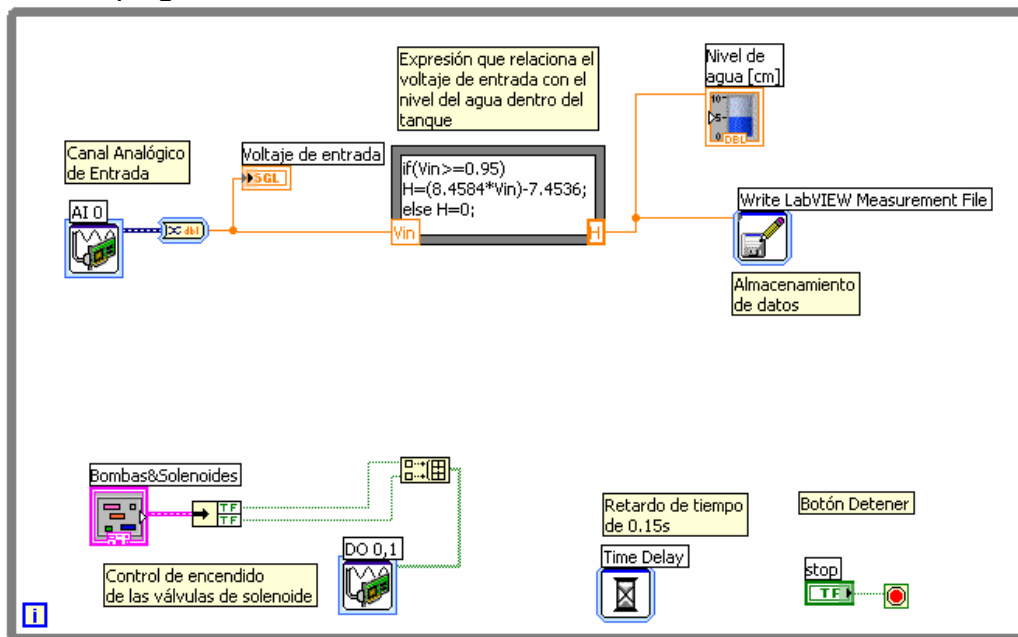 Expresión que relaciona el
voltaje de entrada con el
nivel del agua dentro del
tanque
Nivel de
agua [cm]
10
5
0
DBL
Canal Analógico
de Entrada
Voltaje de entrada
SGL
if(Vin>=0.95)
H=(8.4584*Vin)-7.4536;
else H=0;
Vin
H
AI 0
dbl
Write LabVIEW Measurement File
Almacenamiento
de datos
Bombas&Solenoides
TF
TF
DO 0,1
Control de encendido
de las válvulas de solenoide
Retardo de tiempo
de 0.15s
Time Delay
Botón Detener
stop
TF
i